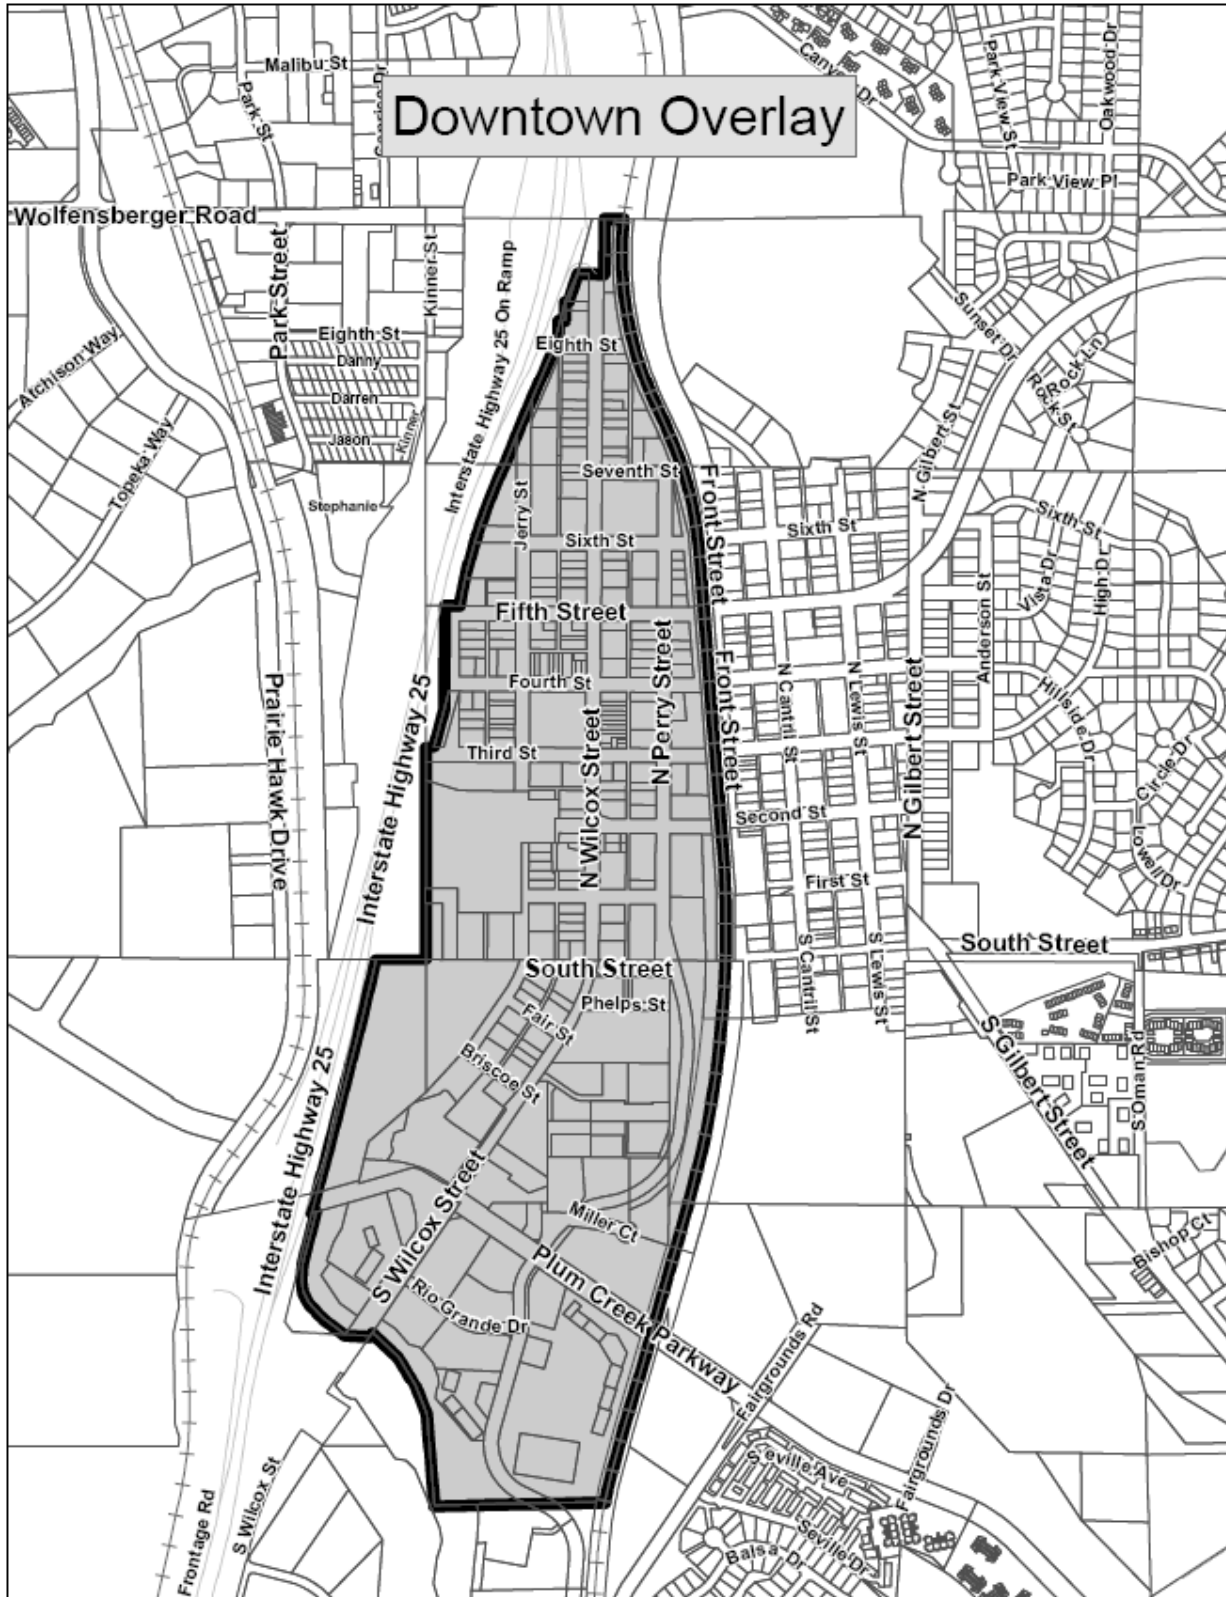 Malibu St
Canyon Dr
Park View St
Oakwood Dr
Park St
Downtown Overlay
Park View Pl
Wolfensberger Road
Park Street
Kinner St
Interstate Highway 25 On Ramp
Sunset Dr
Eighth St
Eighth St
Danny
Rock Ln
Rock St
Atchison Way
Darren
Jason
Kinner
Topeka Way
N Gilbert St
Seventh St
Front Street
Stephanie
Jerry St
Sixth St
Sixth St
Sixth St
Vista Dr
High Dr
Anderson St
Fifth Street
N Perry Street
Front Street
Fourth St
N Cantril St
N Lewis St
N Gilbert Street
Hillside Dr
Prairie Hawk Drive
Interstate Highway 25
Third St
N Wilcox Street
Circle Dr
Second St
Lowell Dr
First St
South Street
South Street
S Cantril St
S Lewis St
Phelps St
Fair St
Briscoe St
S Gilbert Street
S Oman Rd
Interstate Highway 25
S Wilcox Street
Miller Ct
Bishop Ct
Plum Creek Parkway
Rio Grande Dr
Fairgrounds Rd
Fairgrounds Dr
Seville Ave
S Wilcox St
Frontage Rd
Seville Dr
Balsa Dr